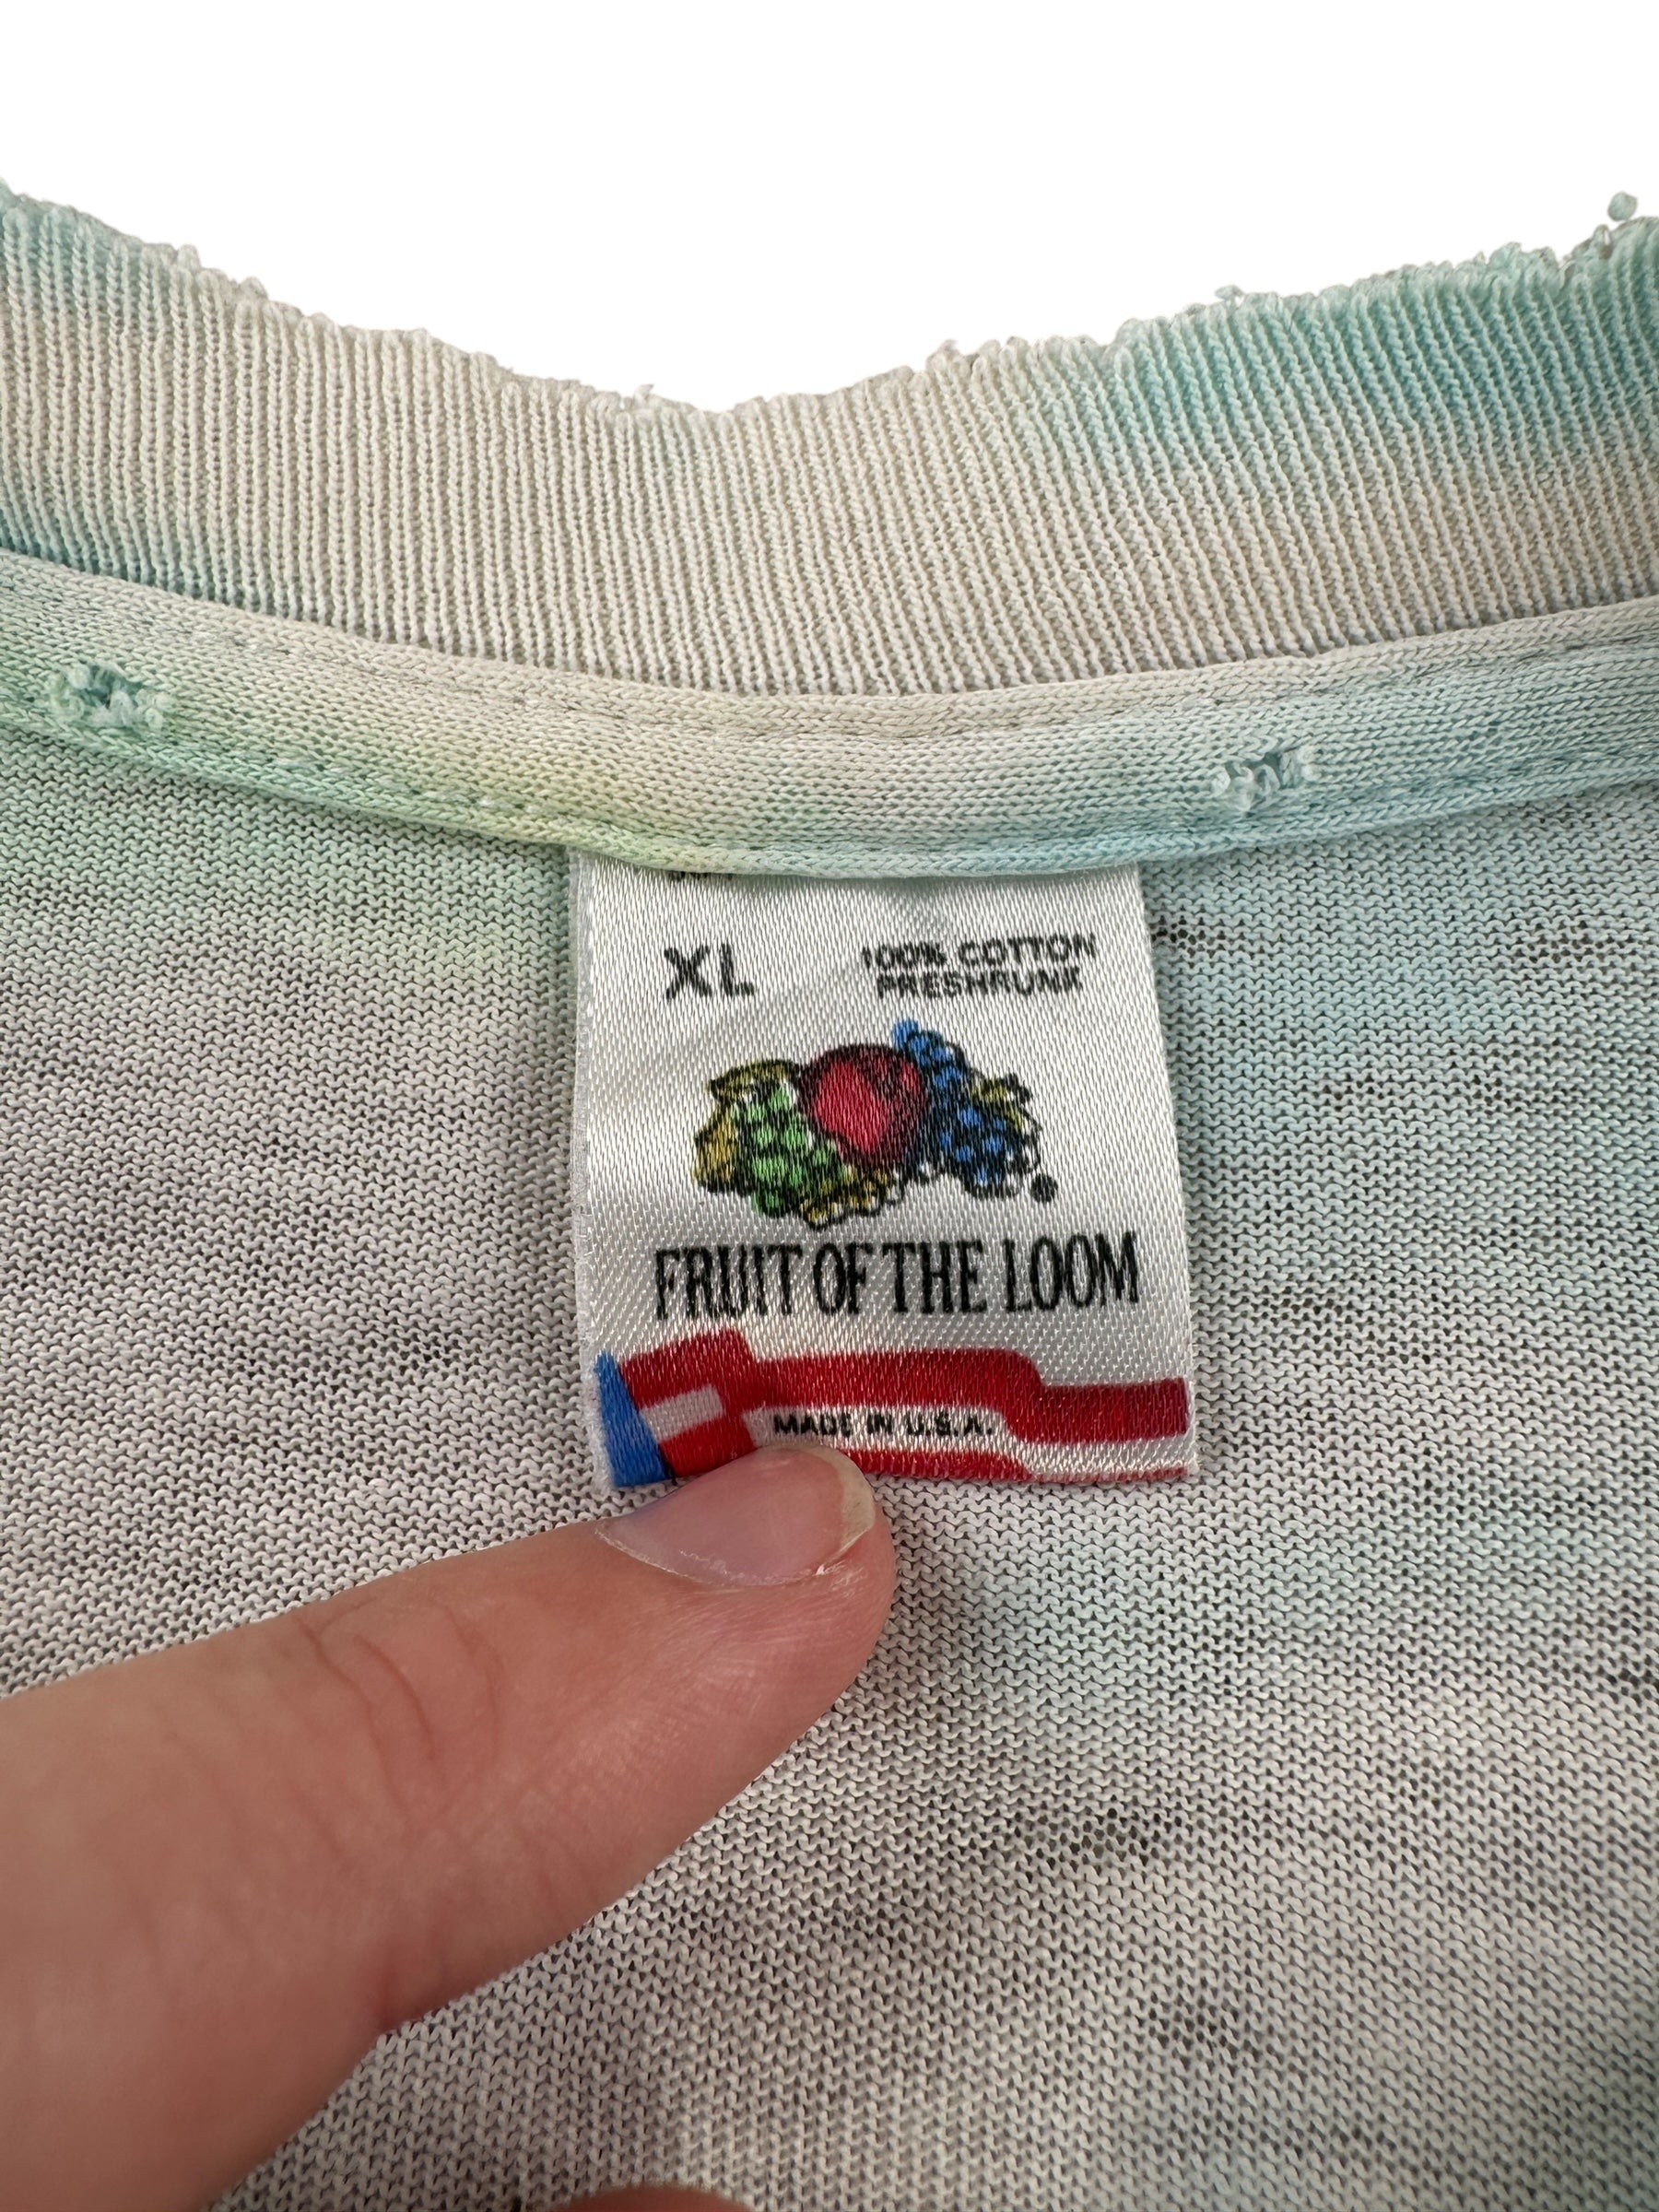 XL
100% COTTON
PRESHRUNK
FRUIT OF THE LOOM
MADE IN U.S.A.